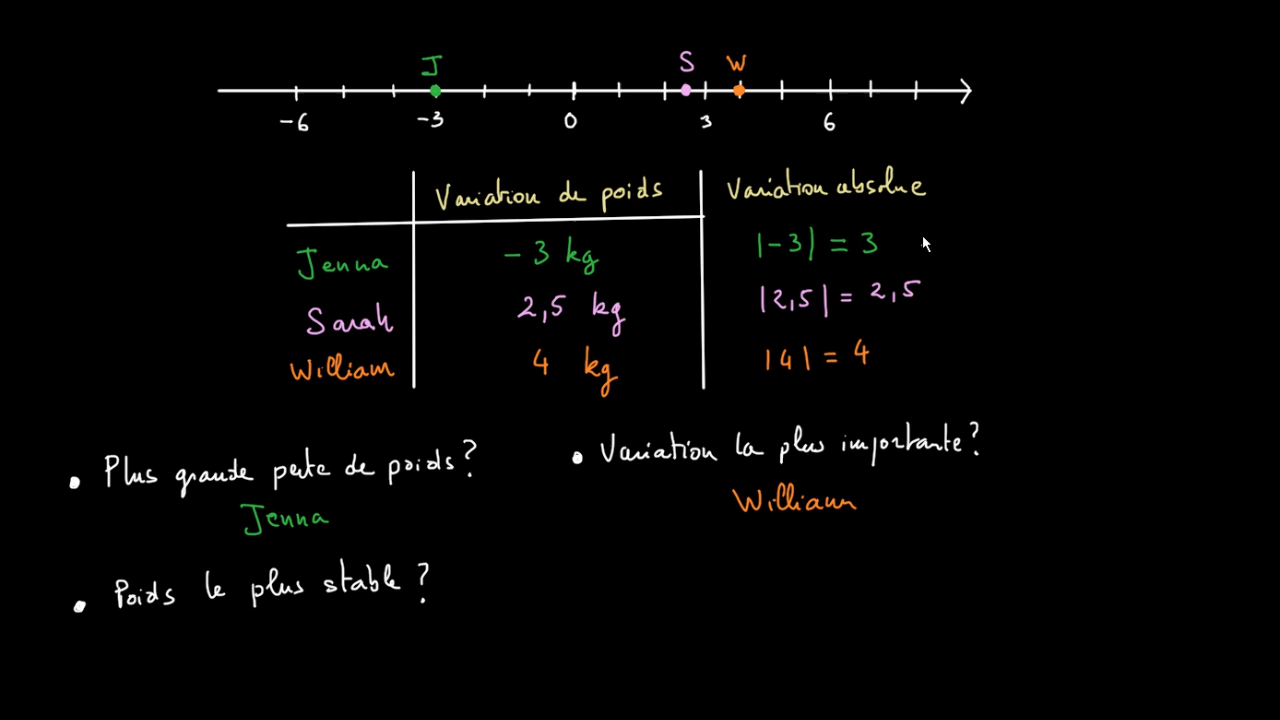 J S W
-6 -3 0 3 6
Variation de poids Variation absolue
Jenna -3 kg |-3| = 3
Sarah 2,5 kg |2,5| = 2,5
William 4 kg |4| = 4
• Plus grande perte de poids? • Variation la plus importante?
Jenna William
• Poids le plus stable?